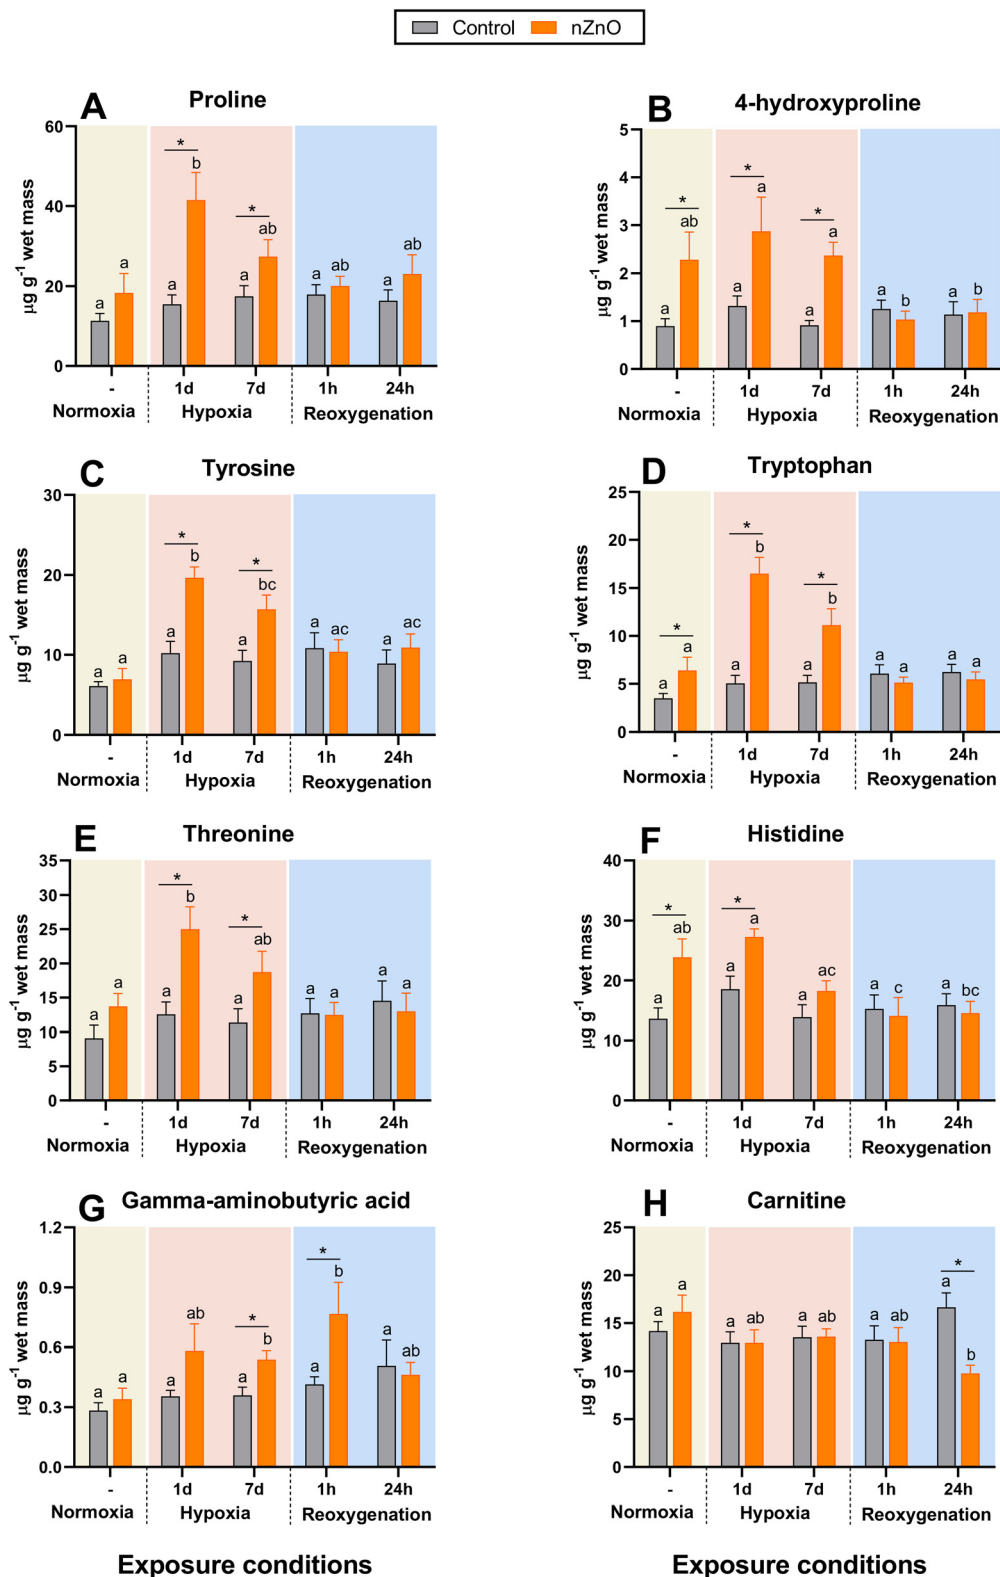 Control nZnO
A Proline
µg g-1 wet mass
60
40
20
0
* *
a a a b a ab a ab a ab
- 1d 7d 1h 24h
Normoxia Hypoxia Reoxygenation
B 4-hydroxyproline
µg g-1 wet mass
5
4
3
2
1
0
* * *
a ab a a a a a b a b
- 1d 7d 1h 24h
Normoxia Hypoxia Reoxygenation
C Tyrosine
µg g-1 wet mass
30
20
10
0
* *
a a a b a bc a ac a ac
- 1d 7d 1h 24h
Normoxia Hypoxia Reoxygenation
D Tryptophan
µg g-1 wet mass
25
20
15
10
5
0
* * *
a a a b a b a a a a
- 1d 7d 1h 24h
Normoxia Hypoxia Reoxygenation
E Threonine
µg g-1 wet mass
35
30
25
20
15
10
5
0
* *
a a a b a ab a a a a
- 1d 7d 1h 24h
Normoxia Hypoxia Reoxygenation
F Histidine
µg g-1 wet mass
40
30
20
10
0
* *
a ab a a a ac a c a bc
- 1d 7d 1h 24h
Normoxia Hypoxia Reoxygenation
G Gamma-aminobutyric acid
µg g-1 wet mass
1.2
0.9
0.6
0.3
0.0
* *
a a a ab a b a b a ab
- 1d 7d 1h 24h
Normoxia Hypoxia Reoxygenation
Exposure conditions
H Carnitine
µg g-1 wet mass
25
20
15
10
5
0
*
a a a ab a ab a ab a b
- 1d 7d 1h 24h
Normoxia Hypoxia Reoxygenation
Exposure conditions